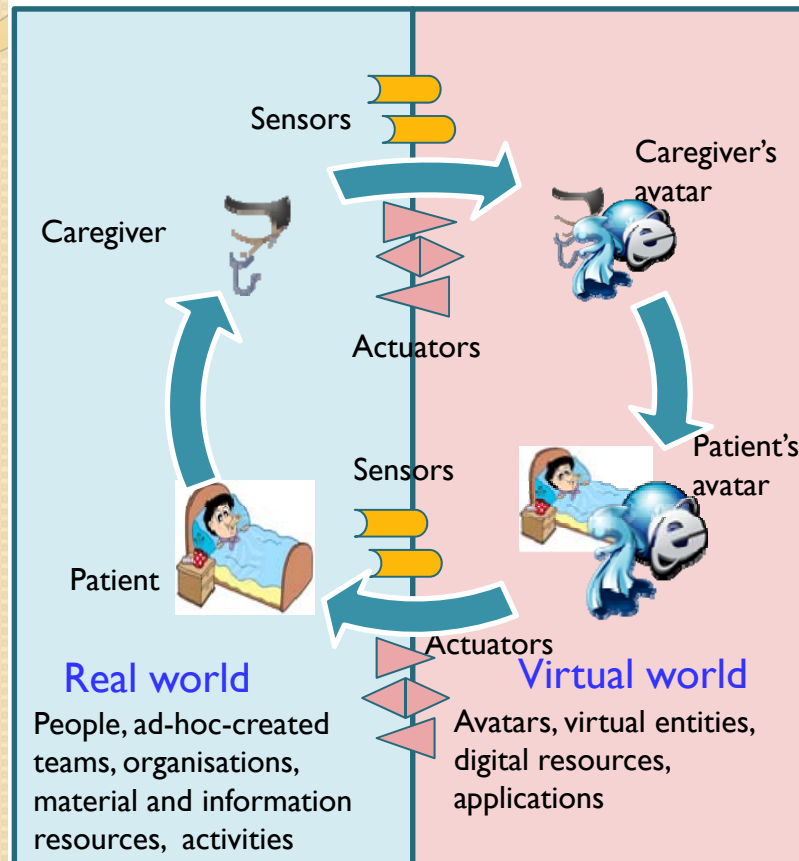 Sensors
Caregiver's
avatar
Caregiver
Actuators
Patient's
avatar
Sensors
Patient
Actuators
Real world
Virtual world
People, ad-hoc-created
teams, organisations,
material and information
resources, activities
Avatars, virtual entities,
digital resources,
applications